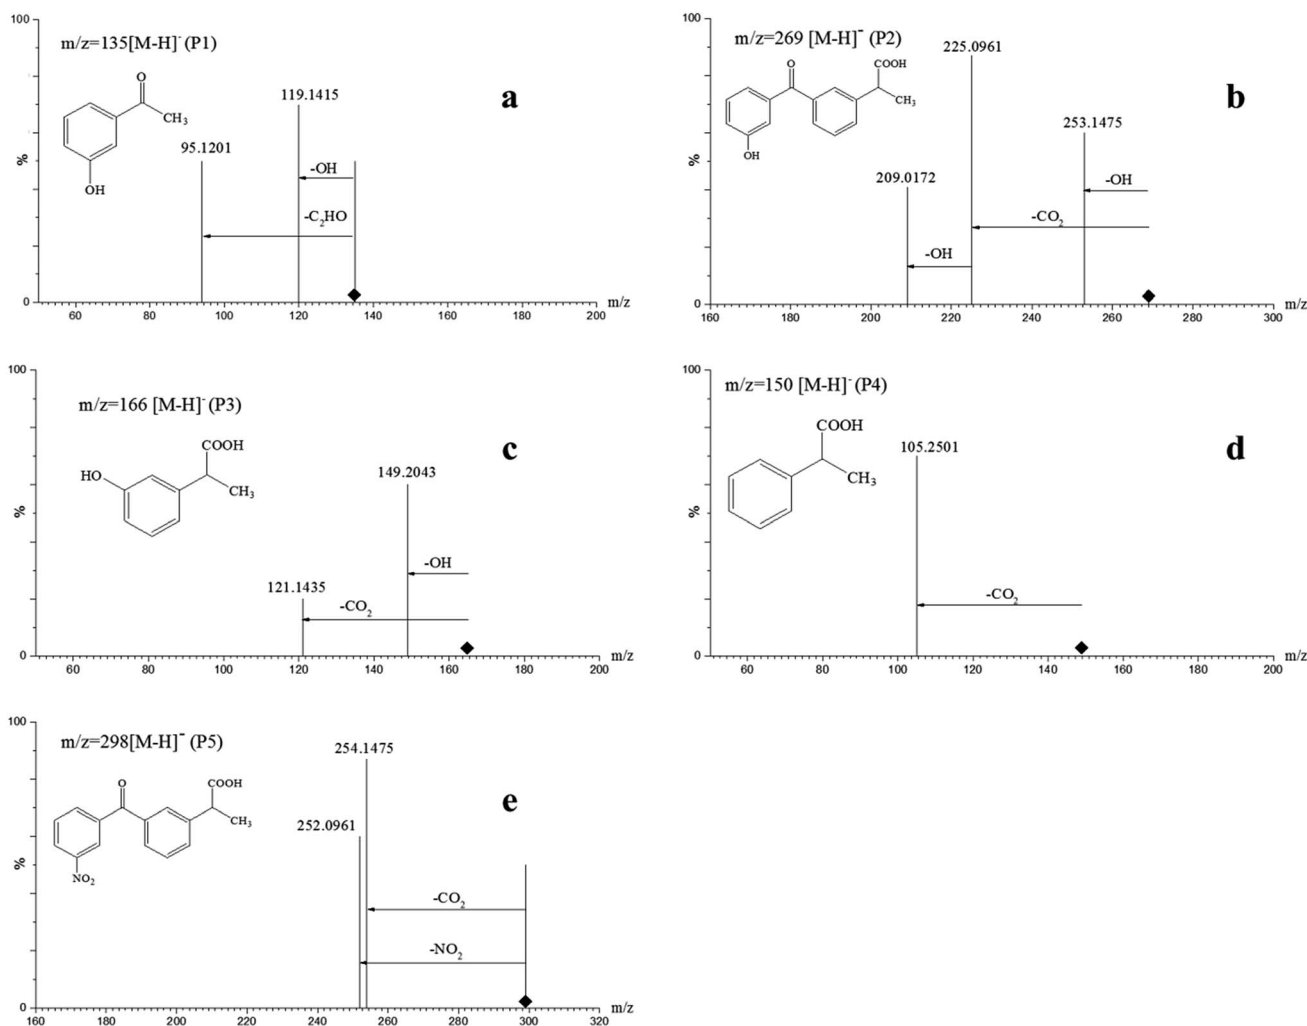 m/z=135[M-H]⁻ (P1)
a
100
%
0
O
CH₃
OH
95.1201
119.1415
-OH
-C₂HO
60 80 100 120 140 160 180 200
m/z
m/z=269 [M-H]⁻ (P2)
b
100
%
0
O
COOH
CH₃
OH
225.0961
253.1475
209.0172
-OH
-CO₂
-OH
160 180 200 220 240 260 280 300
m/z
m/z=166 [M-H]⁻ (P3)
c
100
%
0
COOH
HO
CH₃
149.2043
121.1435
-OH
-CO₂
60 80 100 120 140 160 180 200
m/z
m/z=150 [M-H]⁻ (P4)
d
100
%
0
COOH
CH₃
105.2501
-CO₂
60 80 100 120 140 160 180 200
m/z
m/z=298[M-H]⁻ (P5)
e
100
%
0
O
COOH
CH₃
NO₂
254.1475
252.0961
-CO₂
-NO₂
160 180 200 220 240 260 280 300 320
m/z